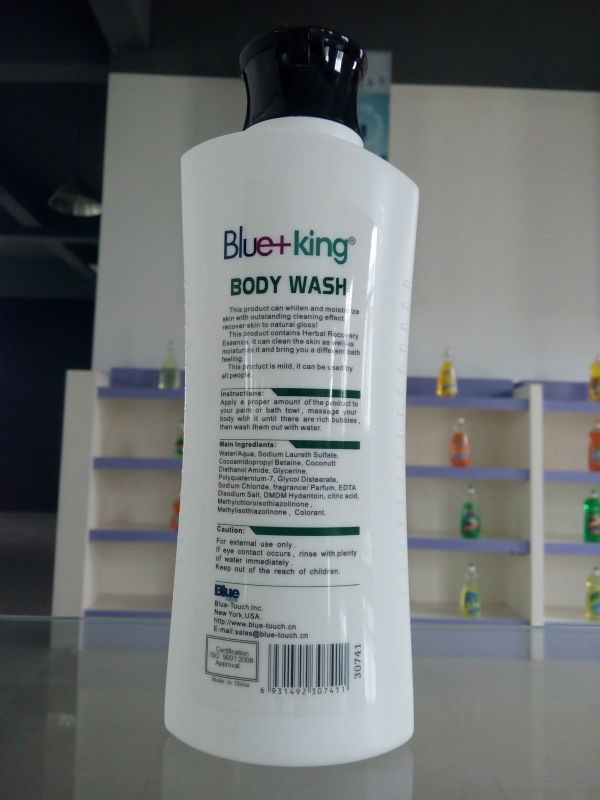 Blue+king®
BODY WASH
This product can whiten and moisturize
skin with outstanding cleaning effect,
recover skin to natural gloss!
This product contains Herbal Recovery
Essence, it can clean the skin as well as
moisturize it and bring you a different bath
feeling.
This product is mild, it can be used by
all people.
Instructions:
Apply a proper amount of the product to
your palm or bath towl, massage your
body with it until there are rich bubbles,
then wash them out with water.
Main Ingredients:
Water/Aqua, Sodium Laureth Sulfate,
Cocoamidopropyl Betaine, Coconutt
Diethanol Amide, Glycerine,
Polyquaternium-7, Glycol Distearate,
Sodium Chloride, fragrance/ Parfum, EDTA
Disodium Salt, DMDM Hydantoin, citric acid,
Methylchloroisothiazolinone,
Methylisothiazolinone, Colorant.
Caution:
For external use only.
If eye contact occurs, rinse with plenty
of water immediately.
Keep out of the reach of children.
Blue
Blue-Touch Inc.
New York,USA.
http://www.blue-touch.cn
E-mail:sales@blue-touch.cn
Certification
ISO 9001:2008
Approval
Made in China
6 931492 307411
30741